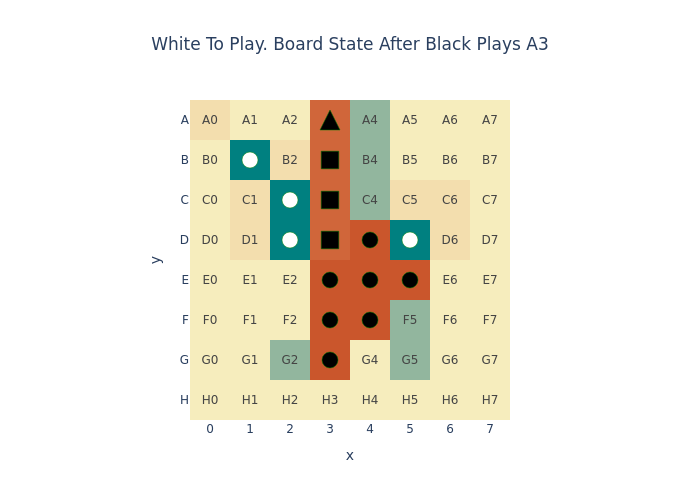 White To Play. Board State After Black Plays A3
A A0 A1 A2 A4 A5 A6 A7
B B0 B2 B4 B5 B6 B7
C C0 C1 C4 C5 C6 C7
D D0 D1 D6 D7
y
E E0 E1 E2 E6 E7
F F0 F1 F2 F5 F6 F7
G G0 G1 G2 G4 G5 G6 G7
H H0 H1 H2 H3 H4 H5 H6 H7
0 1 2 3 4 5 6 7
x